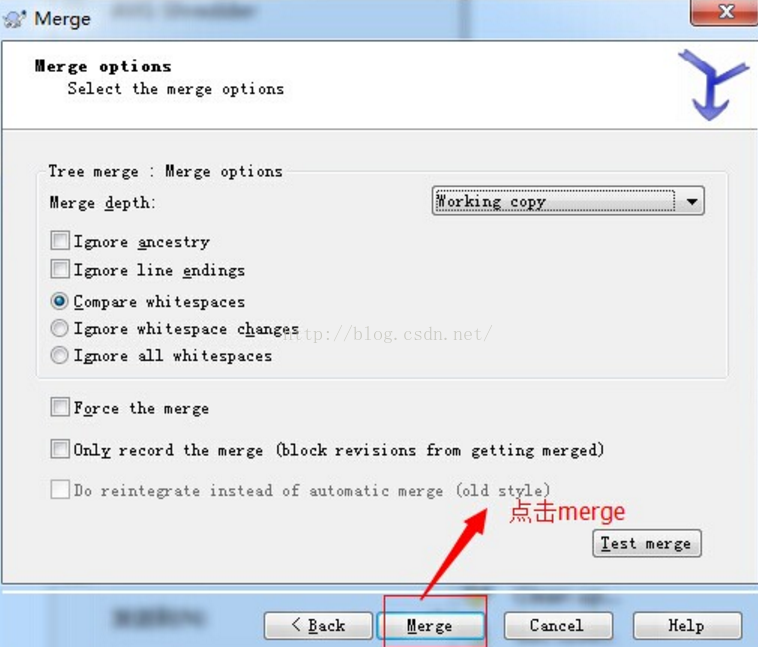 Merge
Merge options
Select the merge options
Tree merge : Merge options
Merge depth:
Working copy
Ignore ancestry
Ignore line endings
Compare whitespaces
Ignore whitespace changes
http://blog.csdn.net/
Ignore all whitespaces
Force the merge
Only record the merge (block revisions from getting merged)
Do reintegrate instead of automatic merge (old style)
点击merge
Test merge
< Back
Merge
Cancel
Help